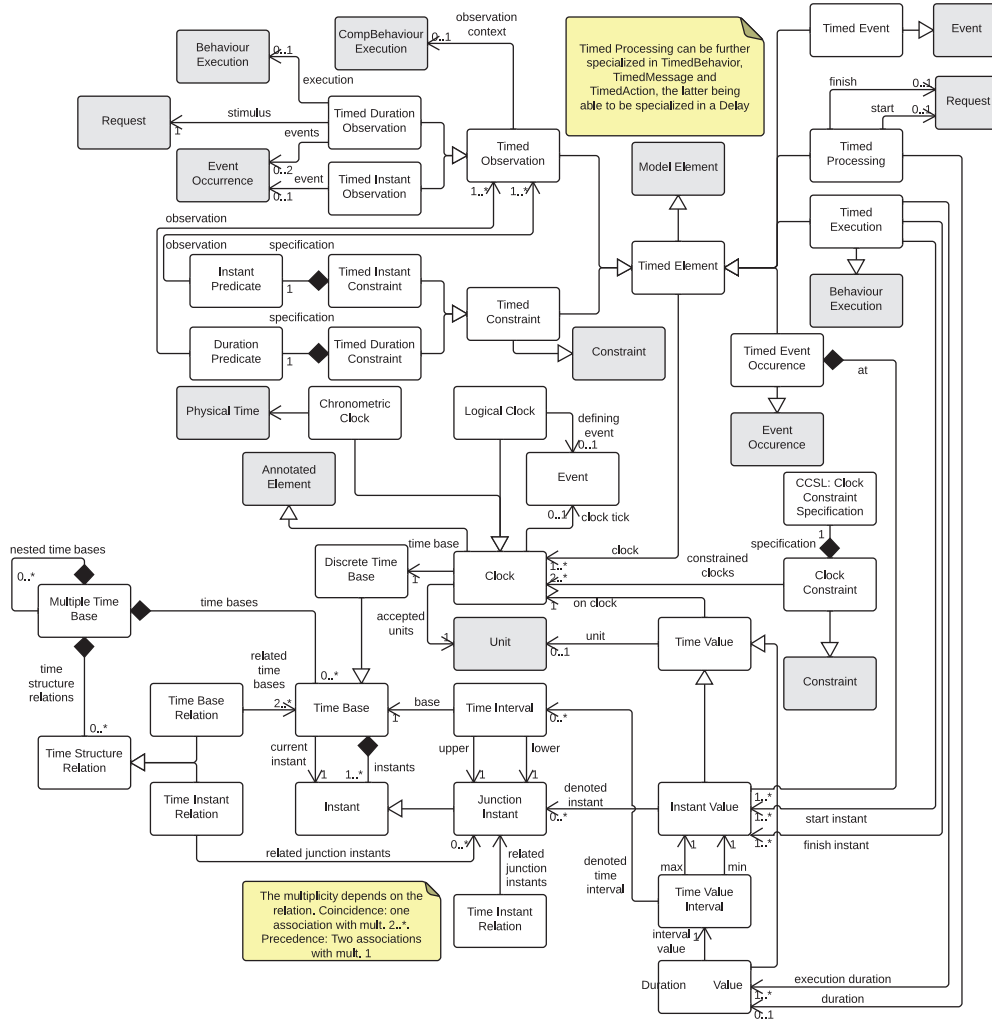 CompBehaviour
Execution
0..1
observation
context
Timed Processing can be further
specialized in TimedBehavior,
TimedMessage and
TimedAction, the latter being
able to be specialized in a Delay
Timed Event
Event
Behaviour
Execution
0..1
execution
finish
0..1
Request
start
0..1
Request
1
stimulus
Timed Duration
Observation
Timed
Observation
Timed
Processing
events
Event
Occurrence
0..2
event
0..1
Timed Instant
Observation
Model Element
1..*
1..*
Timed
Execution
observation
observation
specification
Instant
Predicate
1
Timed Instant
Constraint
Timed Element
Behaviour
Execution
specification
Duration
Predicate
1
Timed Duration
Constraint
Timed
Constraint
Constraint
Timed Event
Occurence
at
Physical Time
Chronometric
Clock
Logical Clock
defining
event
0..1
Event
Occurence
Annotated
Element
Event
0..1
clock tick
CCSL: Clock
Constraint
Specification
1
specification
nested time bases
0..*
Multiple Time
Base
time bases
Discrete Time
Base
time base
1
Clock
clock
1..*
2..*
constrained
clocks
1
on clock
Clock
Constraint
accepted
units
1
Unit
0..1
unit
Time Value
Constraint
time
structure
relations
0..*
related
time
bases
2..*
0..*
Time Base
Relation
Time Base
1
base
Time Interval
0..*
Time Structure
Relation
current
instant
1
instants
1..*
upper
1
lower
1
Time Instant
Relation
Instant
Junction
Instant
0..*
0..*
denoted
instant
Instant Value
1..*
1..*
1..*
start instant
finish instant
related junction instants
related
junction
instants
denoted
time
interval
max
1
min
1
The multiplicity depends on the
relation. Coincidence: one
association with mult. 2..*.
Precedence: Two associations
with mult. 1
Time Instant
Relation
Time Value
Interval
interval
value
1
Duration Value
execution duration
1..*
duration
0..1